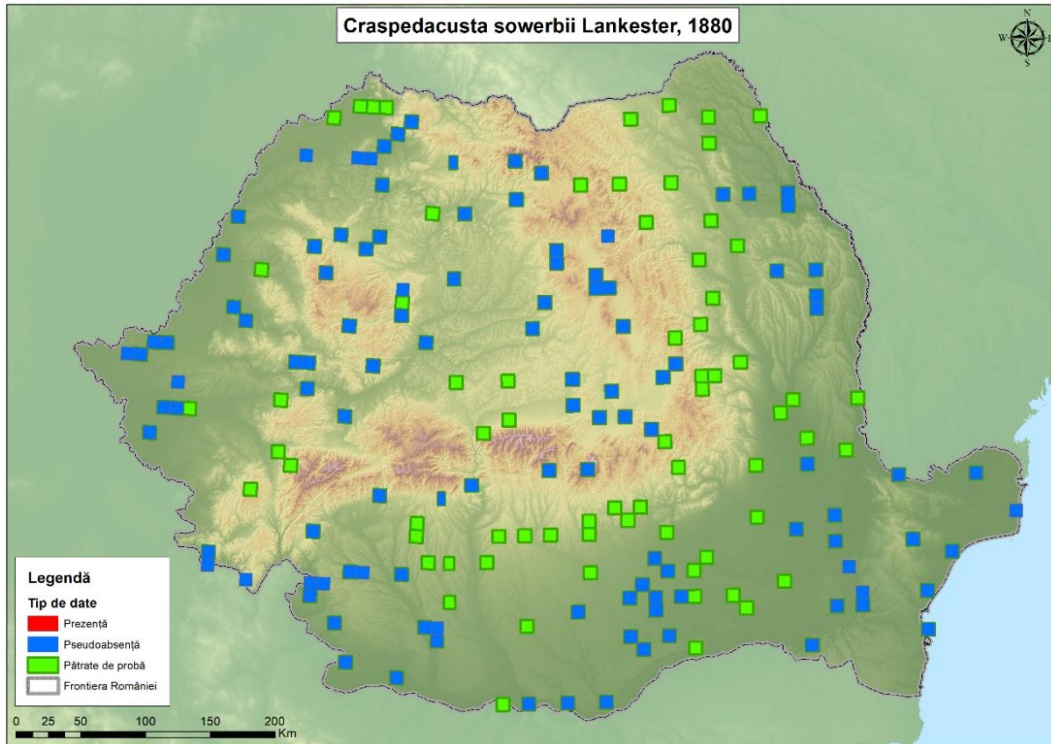 Craspedacusta sowerbii Lankester, 1880
N
W E
S
Legendă
Tip de date
Prezență
Pseudoabsență
Pătrate de probă
Frontiera României
0 25 50 100 150 200
Km